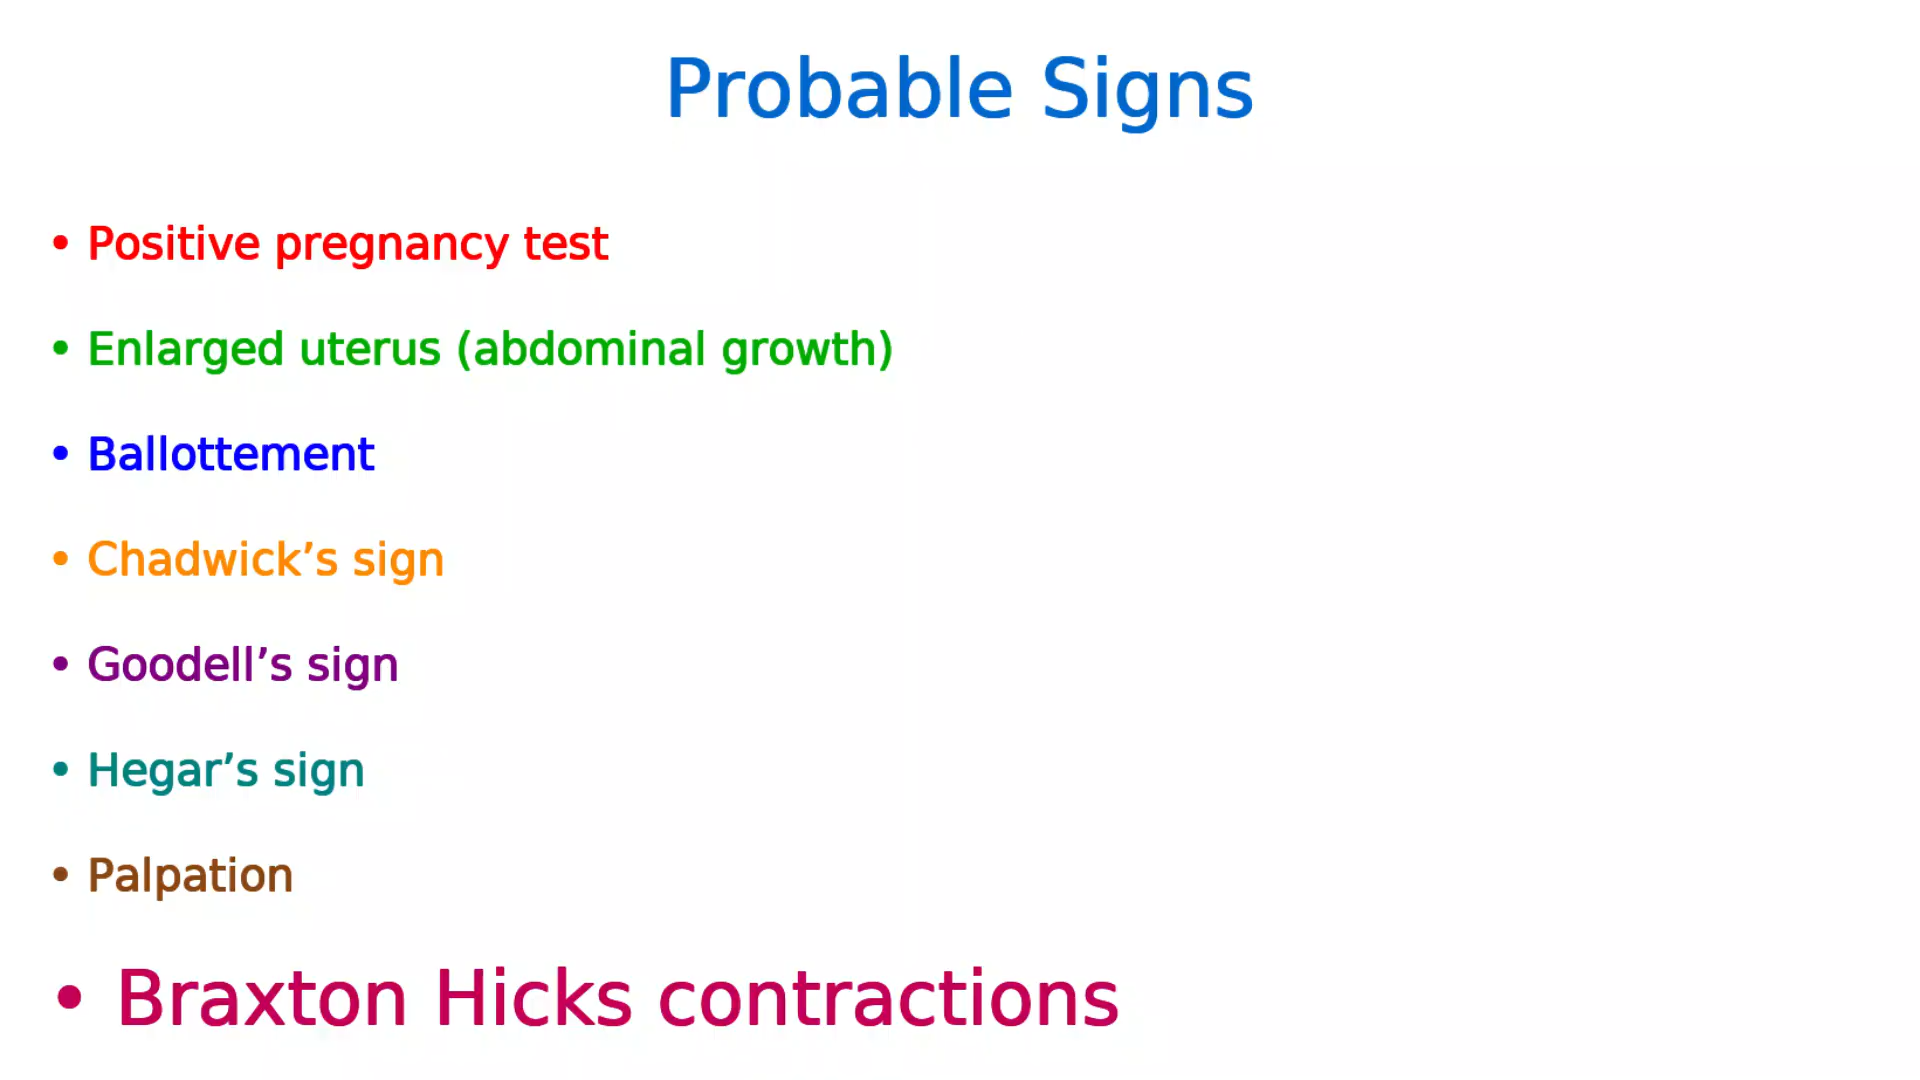 Probable Signs
• Positive pregnancy test
• Enlarged uterus (abdominal growth)
• Ballottement
• Chadwick’s sign
• Goodell’s sign
• Hegar’s sign
• Palpation
• Braxton Hicks contractions